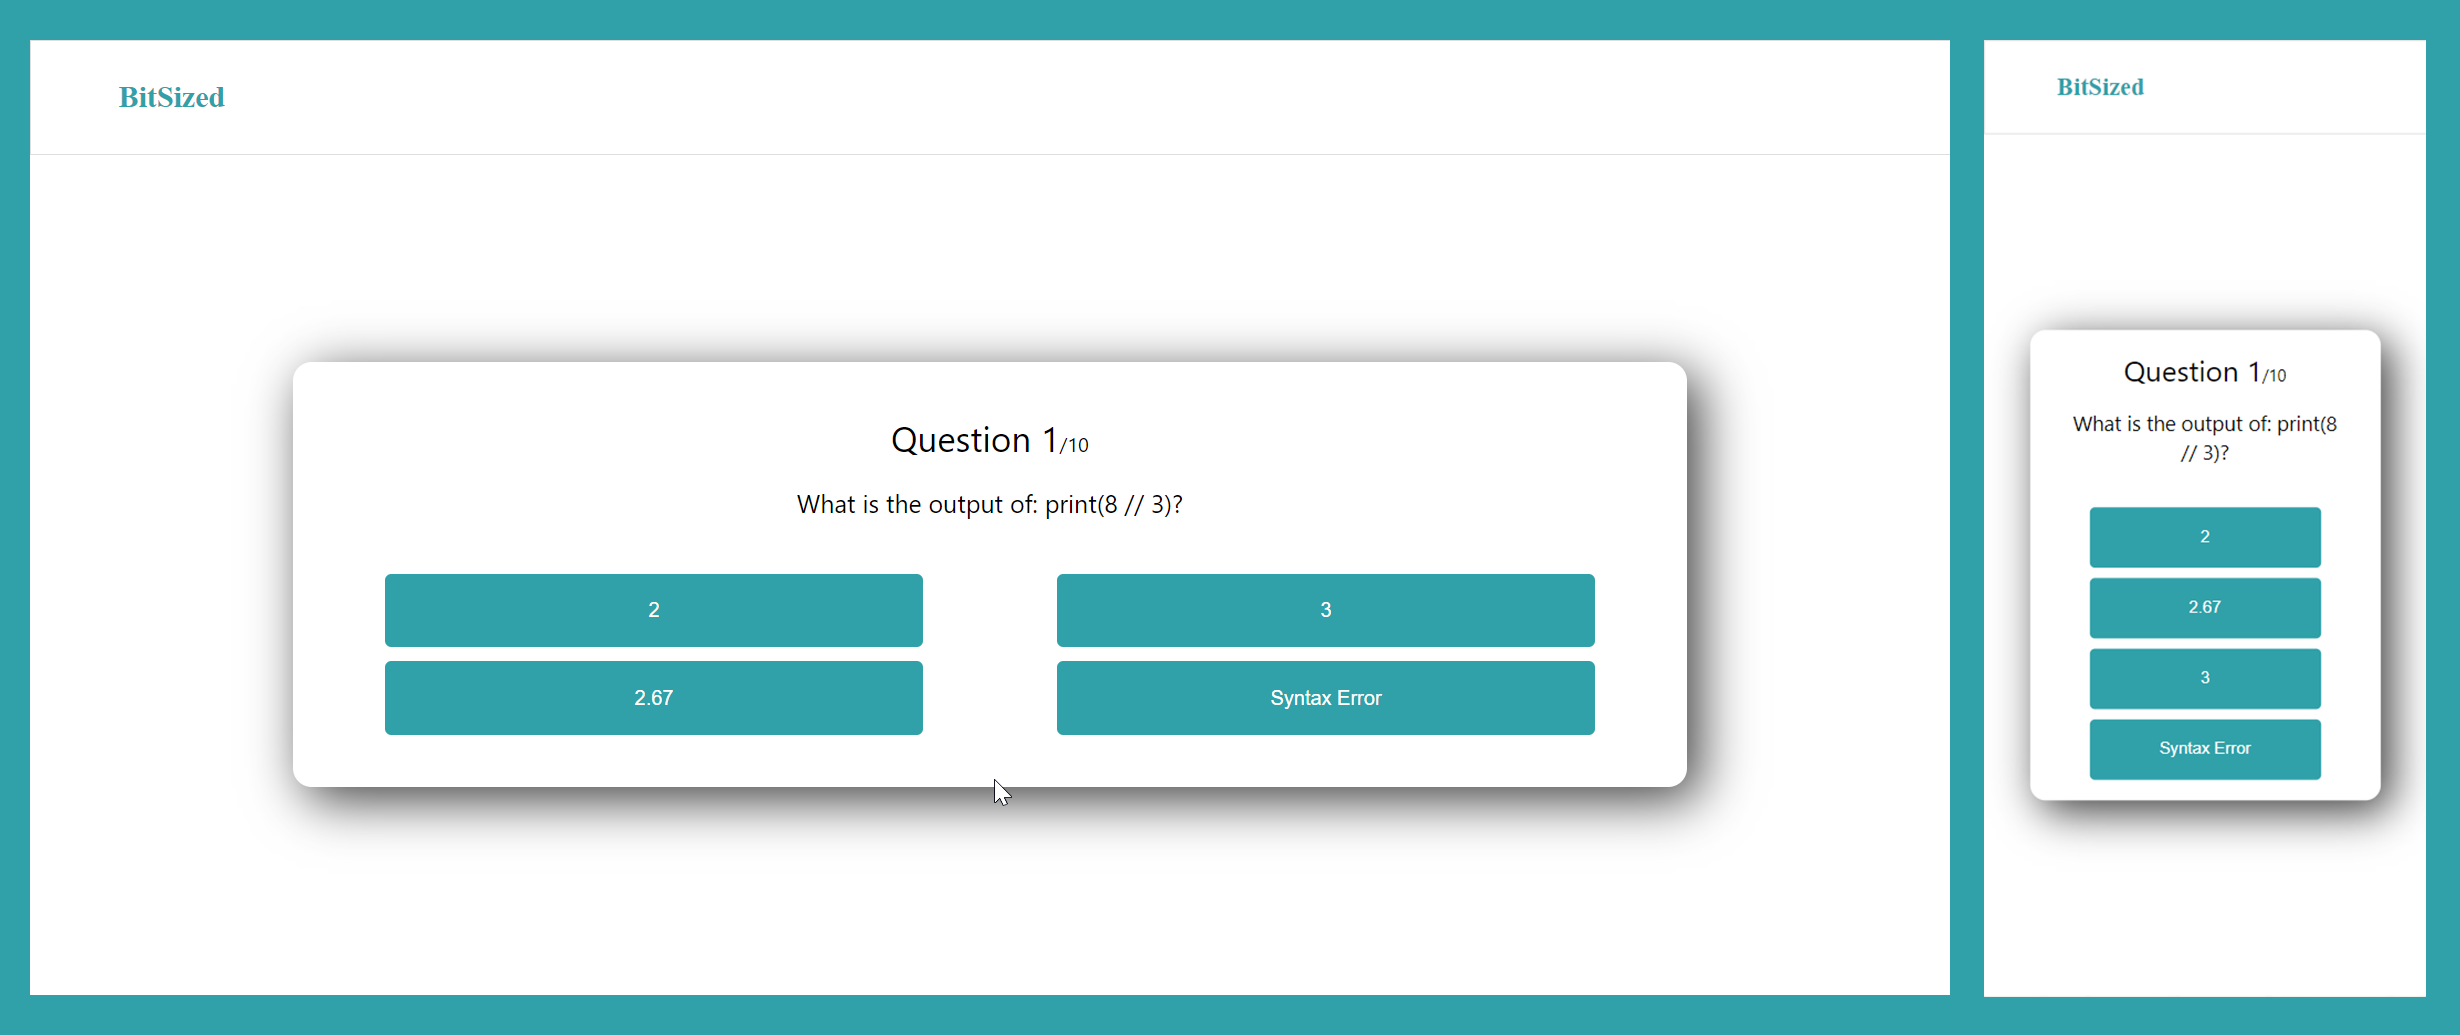 BitSized
Question 1/10
What is the output of: print(8 // 3)?
2
3
2.67
Syntax Error
BitSized
Question 1/10
What is the output of: print(8
// 3)?
2
2.67
3
Syntax Error